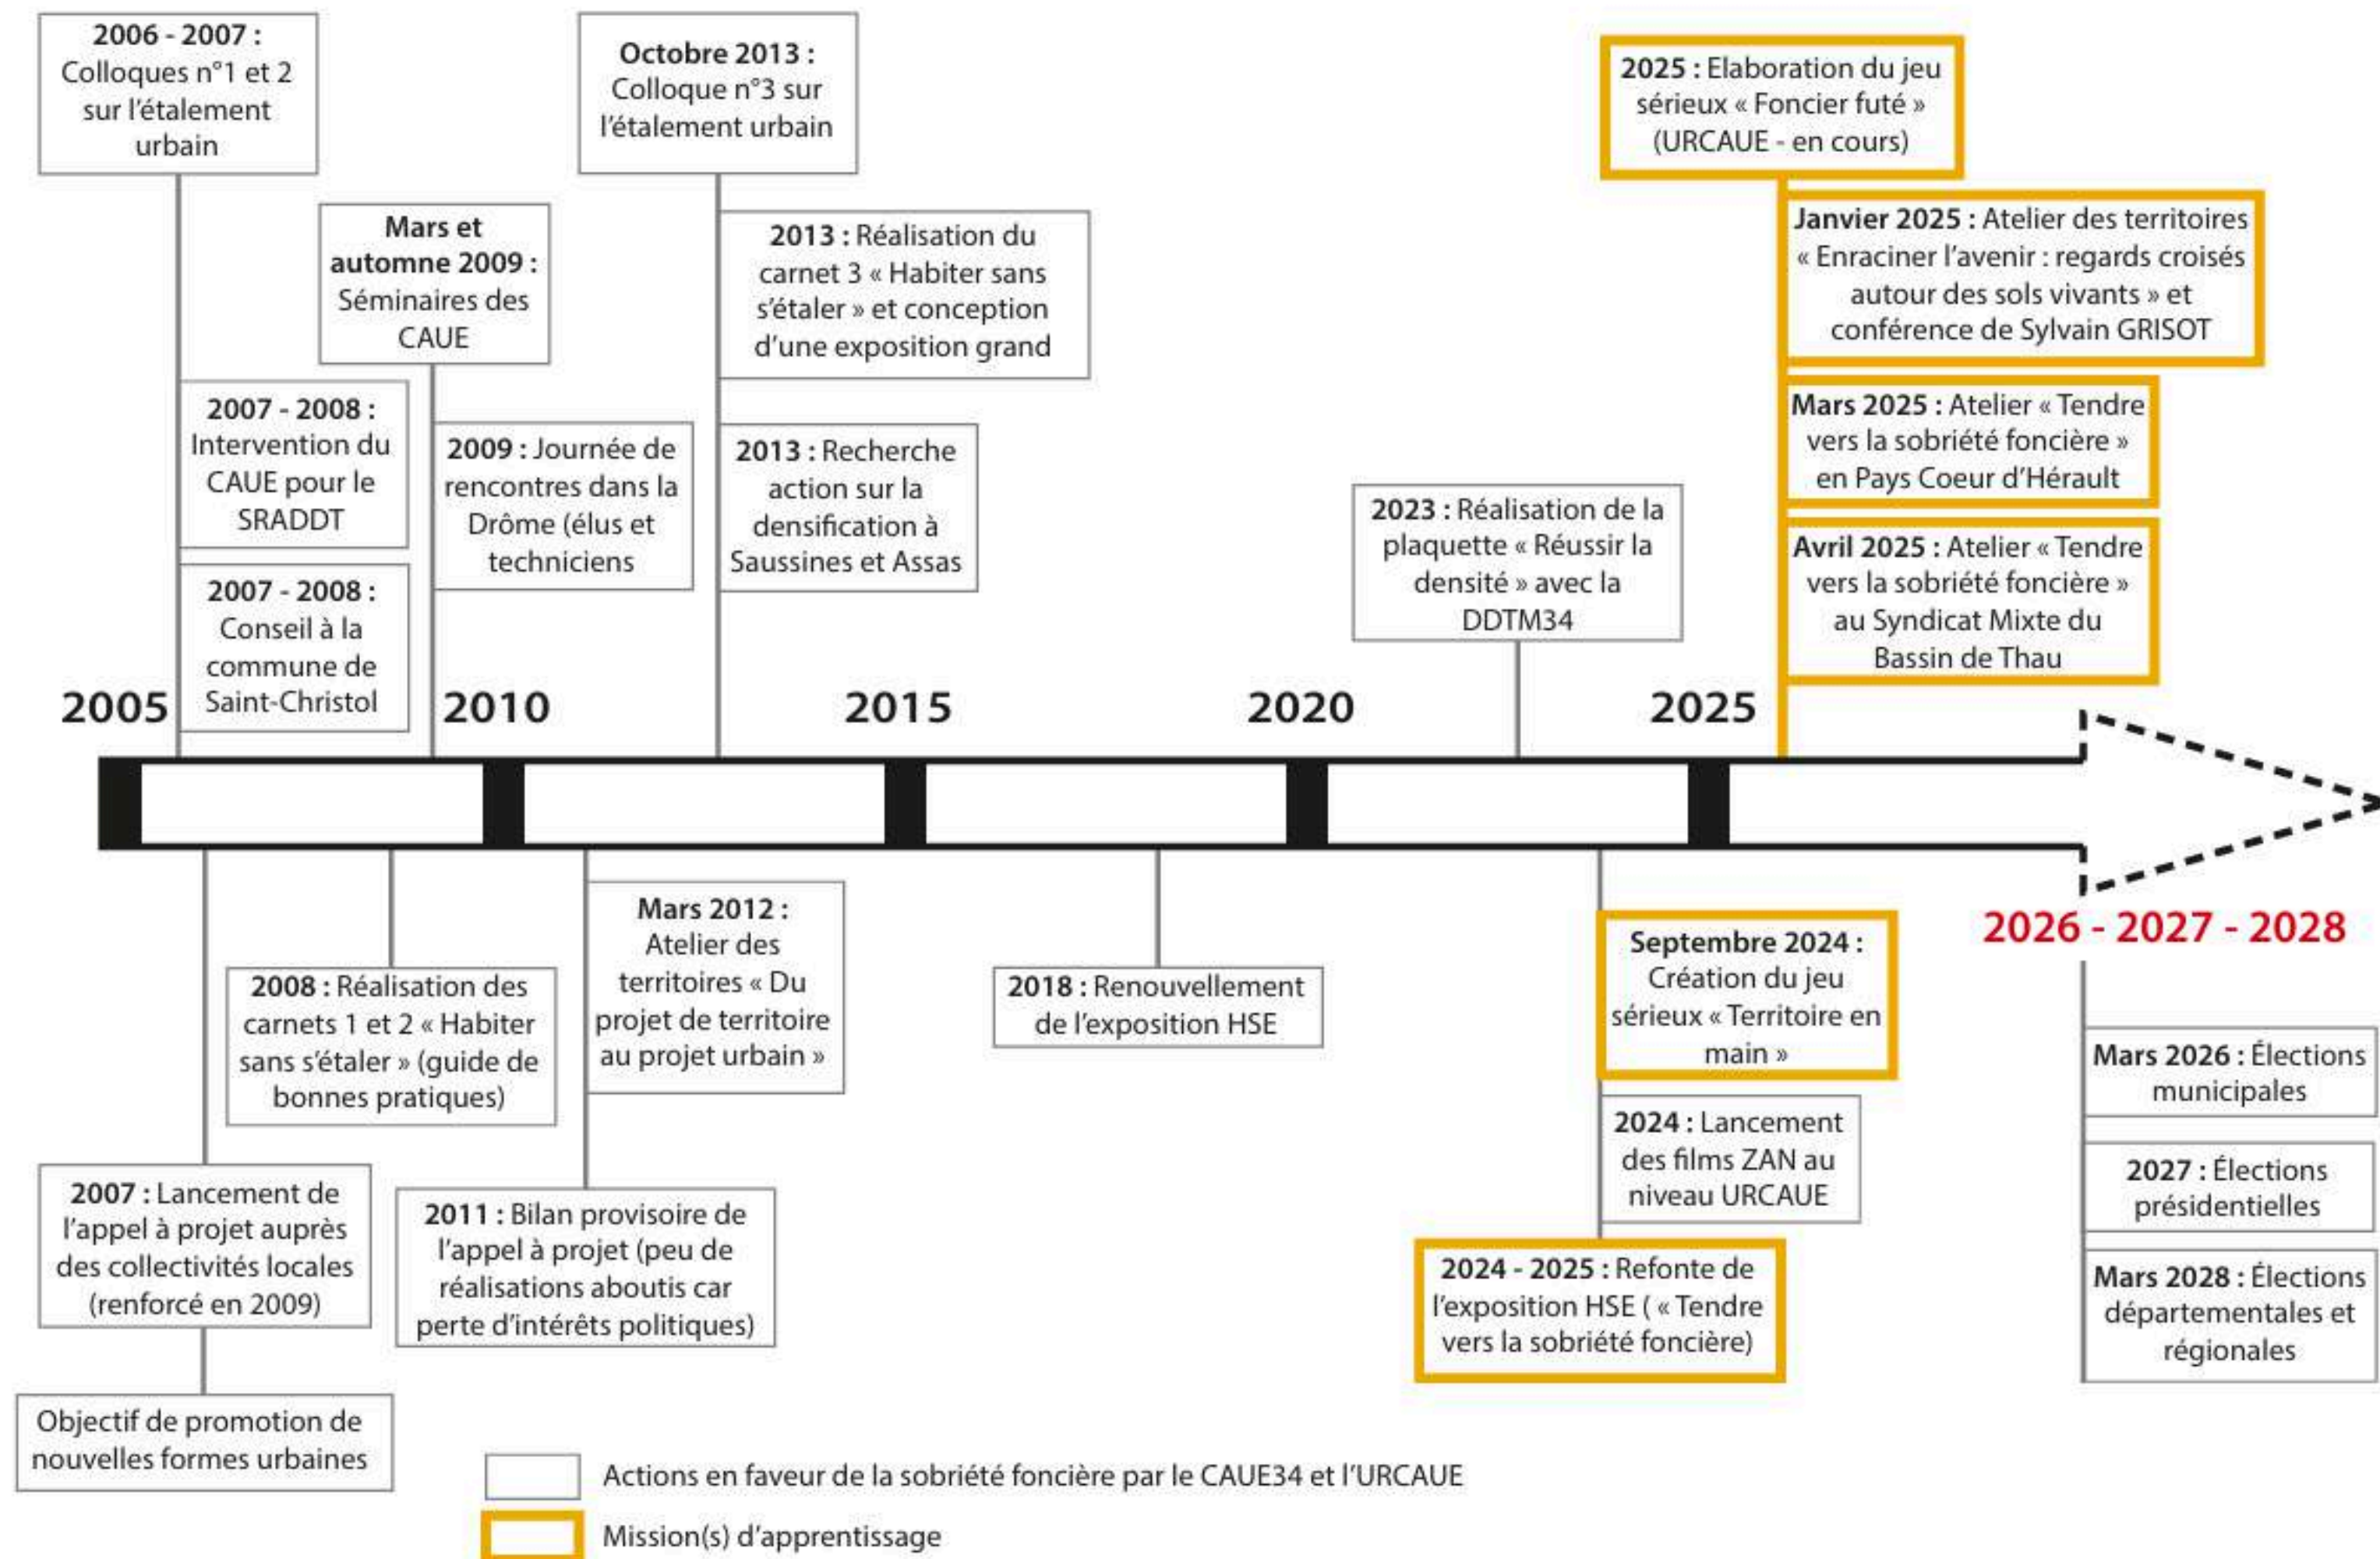 2006 - 2007 :
Colloques n°1 et 2
sur l'étalement
urbain
Octobre 2013 :
Colloque n°3 sur
l'étalement urbain
2025 : Elaboration du jeu
sérieux « Foncier futé »
(URCAUE - en cours)
Mars et
automne 2009 :
Séminaires des
CAUE
2013 : Réalisation du
carnet 3 « Habiter sans
s'étaler » et conception
d'une exposition grand
Janvier 2025 : Atelier des territoires
« Enraciner l'avenir : regards croisés
autour des sols vivants » et
conférence de Sylvain GRISOT
2007 - 2008 :
Intervention du
CAUE pour le
SRADDT
2009 : Journée de
rencontres dans la
Drôme (élus et
techniciens
2013 : Recherche
action sur la
densification à
Saussines et Assas
2023 : Réalisation de la
plaquette « Réussir la
densité » avec la
DDTM34
Mars 2025 : Atelier « Tendre
vers la sobriété foncière »
en Pays Coeur d'Hérault
Avril 2025 : Atelier « Tendre
vers la sobriété foncière »
au Syndicat Mixte du
Bassin de Thau
2007 - 2008 :
Conseil à la
commune de
Saint-Christol
2005
2010
2015
2020
2025
2026 - 2027 - 2028
Mars 2012 :
Atelier des
territoires « Du
projet de territoire
au projet urbain »
2008 : Réalisation des
carnets 1 et 2 « Habiter
sans s'étaler » (guide de
bonnes pratiques)
2018 : Renouvellement
de l'exposition HSE
Septembre 2024 :
Création du jeu
sérieux « Territoire en
main »
Mars 2026 : Élections
municipales
2007 : Lancement de
l'appel à projet auprès
des collectivités locales
(renforcé en 2009)
2011 : Bilan provisoire de
l'appel à projet (peu de
réalisations aboutis car
perte d'intérêts politiques)
2024 : Lancement
des films ZAN au
niveau URCAUE
2027 : Élections
présidentielles
2024 - 2025 : Refonte de
l'exposition HSE ( « Tendre
vers la sobriété foncière)
Mars 2028 : Élections
départementales et
régionales
Objectif de promotion de
nouvelles formes urbaines
Actions en faveur de la sobriété foncière par le CAUE34 et l'URCAUE
Mission(s) d'apprentissage